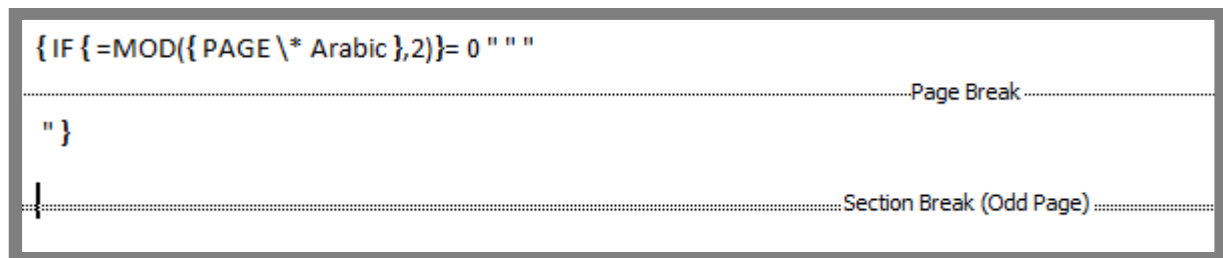 { IF { =MOD({ PAGE \* Arabic },2)}= 0 " " "
Page Break
" }
Section Break (Odd Page)